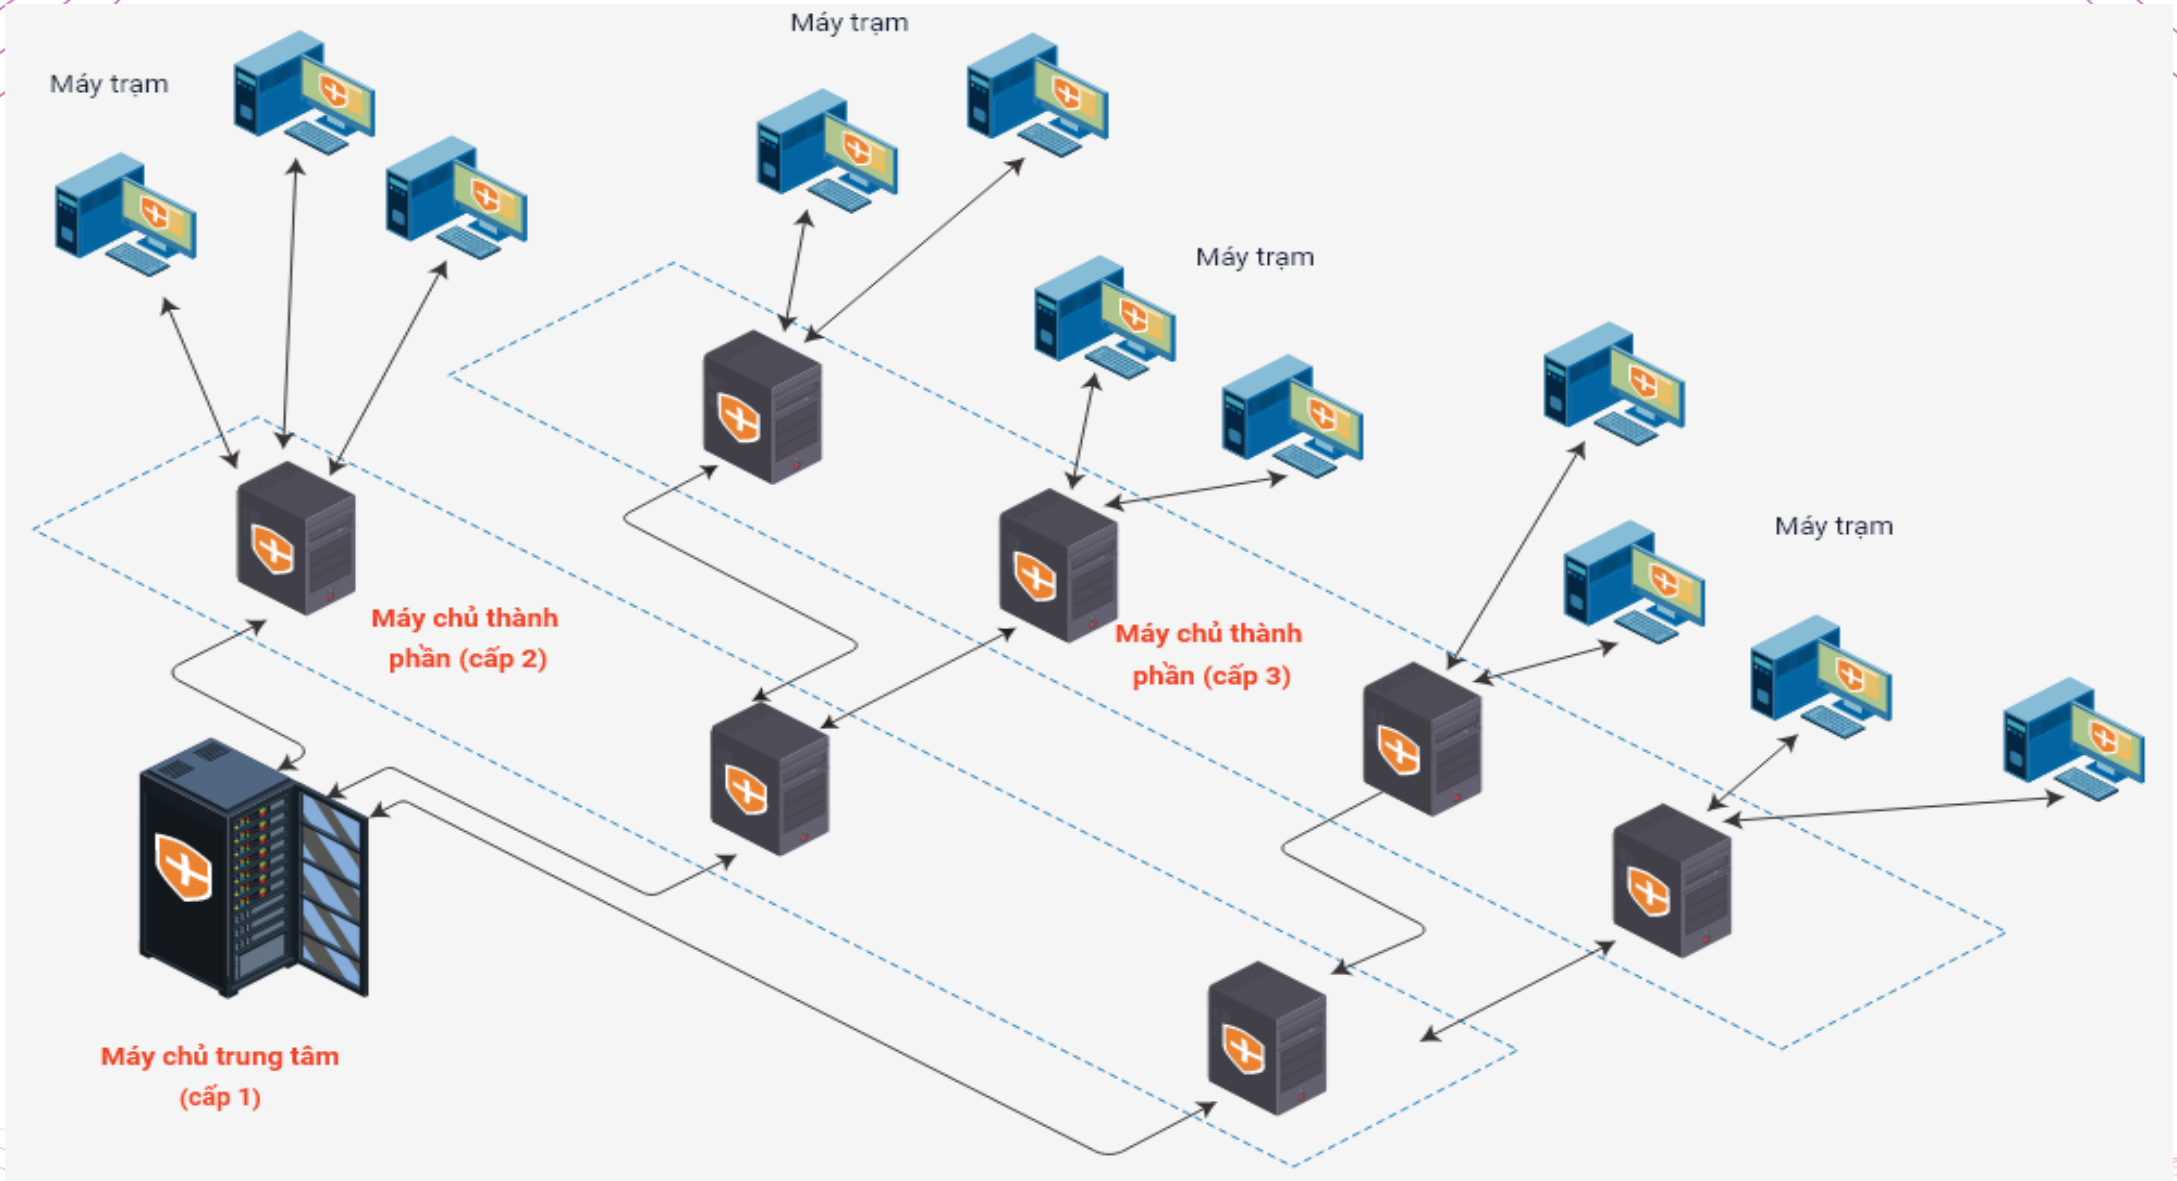 Máy trạm
Máy trạm
Máy trạm
Máy trạm
Máy chủ thành
phần (cấp 2)
Máy chủ thành
phần (cấp 3)
Máy chủ trung tâm
(cấp 1)